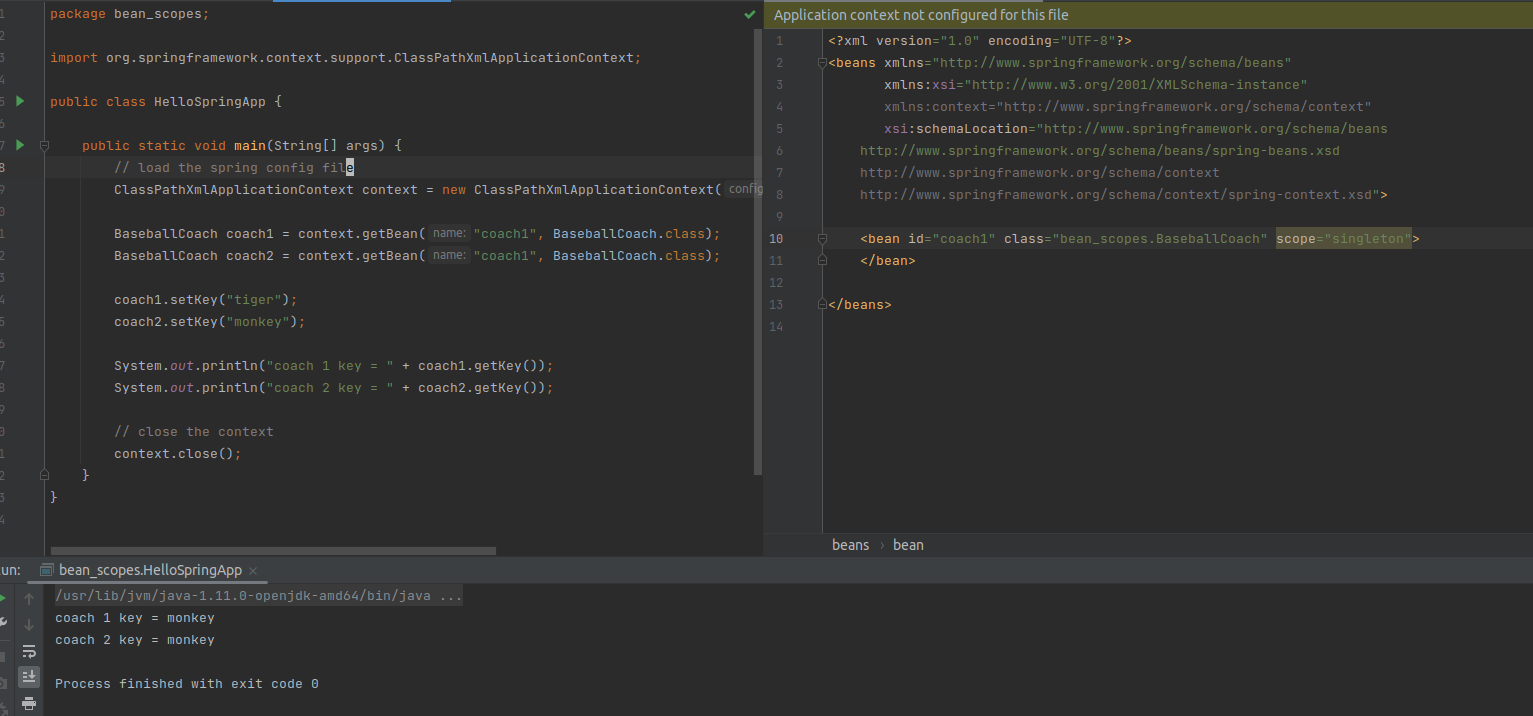 package bean_scopes;
import org.springframework.context.support.ClassPathXmlApplicationContext;
public class HelloSpringApp {
public static void main(String[] args) {
// load the spring config file
ClassPathXmlApplicationContext context = new ClassPathXmlApplicationContext(
BaseballCoach coach1 = context.getBean( name: "coach1", BaseballCoach.class);
BaseballCoach coach2 = context.getBean( name: "coach1", BaseballCoach.class);
coach1.setKey("tiger");
coach2.setKey("monkey");
System.out.println("coach 1 key = " + coach1.getKey());
System.out.println("coach 2 key = " + coach2.getKey());
// close the context
context.close();
}
}
Application context not configured for this file
1 <?xml version="1.0" encoding="UTF-8"?>
2 <beans xmlns="http://www.springframework.org/schema/beans"
3 xmlns:xsi="http://www.w3.org/2001/XMLSchema-instance"
4 xmlns:context="http://www.springframework.org/schema/context"
5 xsi:schemaLocation="http://www.springframework.org/schema/beans
6 http://www.springframework.org/schema/beans/spring-beans.xsd
7 http://www.springframework.org/schema/context
8 http://www.springframework.org/schema/context/spring-context.xsd">
9
10 <bean id="coach1" class="bean_scopes.BaseballCoach" scope="singleton">
11 </bean>
12
13 </beans>
14
beans › bean
bean_scopes.HelloSpringApp ×
/usr/lib/jvm/java-1.11.0-openjdk-amd64/bin/java ...
coach 1 key = monkey
coach 2 key = monkey
Process finished with exit code 0